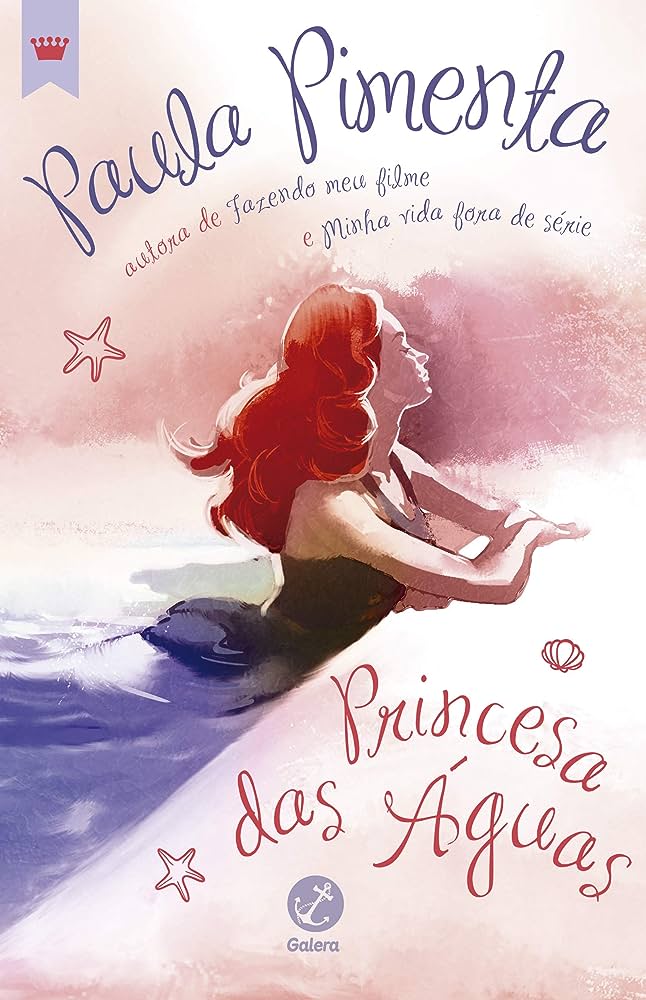 Paula Pimenta
autora de Fazendo meu filme
e Minha vida fora de série
Princesa
das Águas
Galera